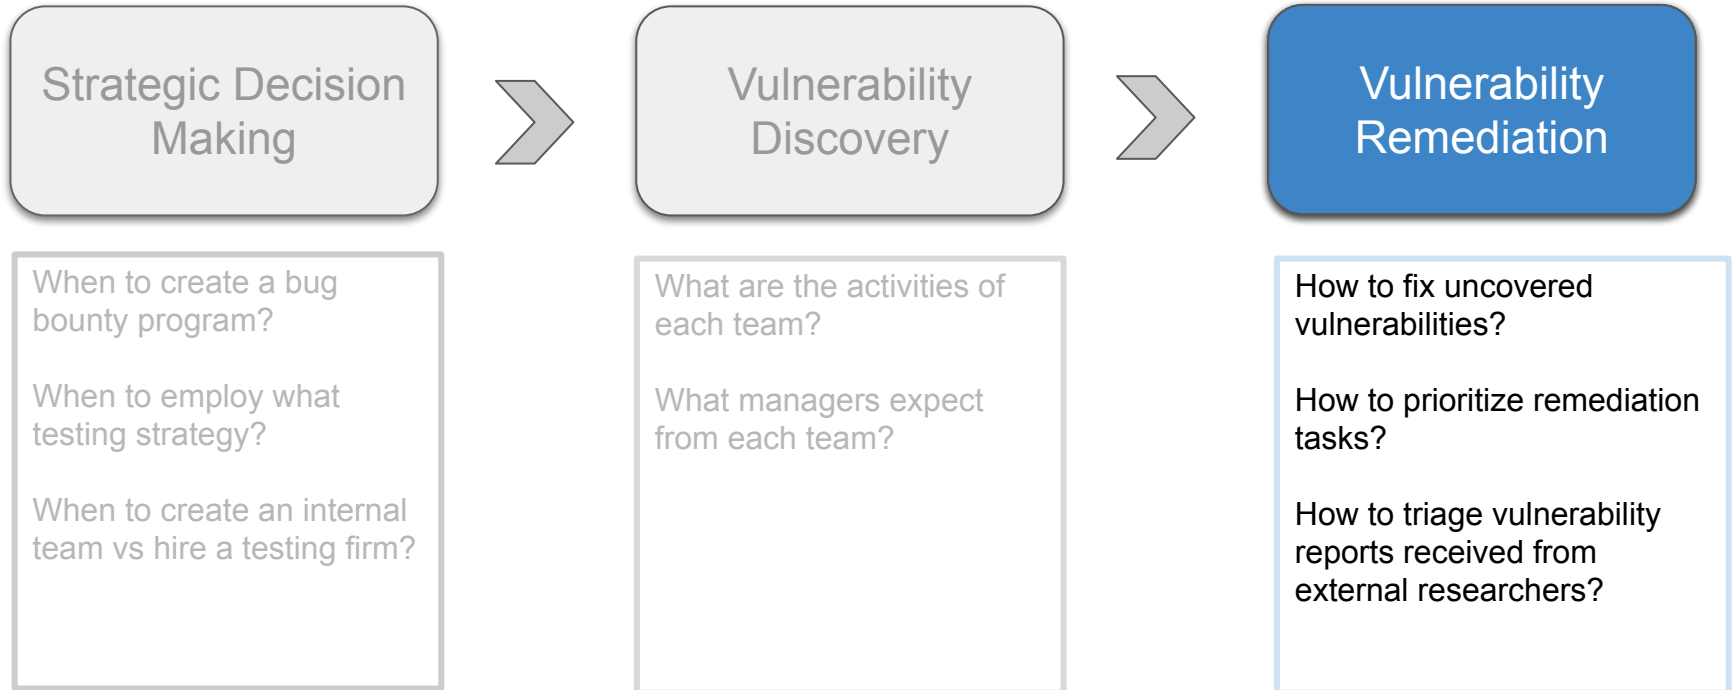 Strategic Decision
Making
Vulnerability
Discovery
Vulnerability
Remediation
When to create a bug
bounty program?
When to employ what
testing strategy?
When to create an internal
team vs hire a testing firm?
What are the activities of
each team?
What managers expect
from each team?
How to fix uncovered
vulnerabilities?
How to prioritize remediation
tasks?
How to triage vulnerability
reports received from
external researchers?